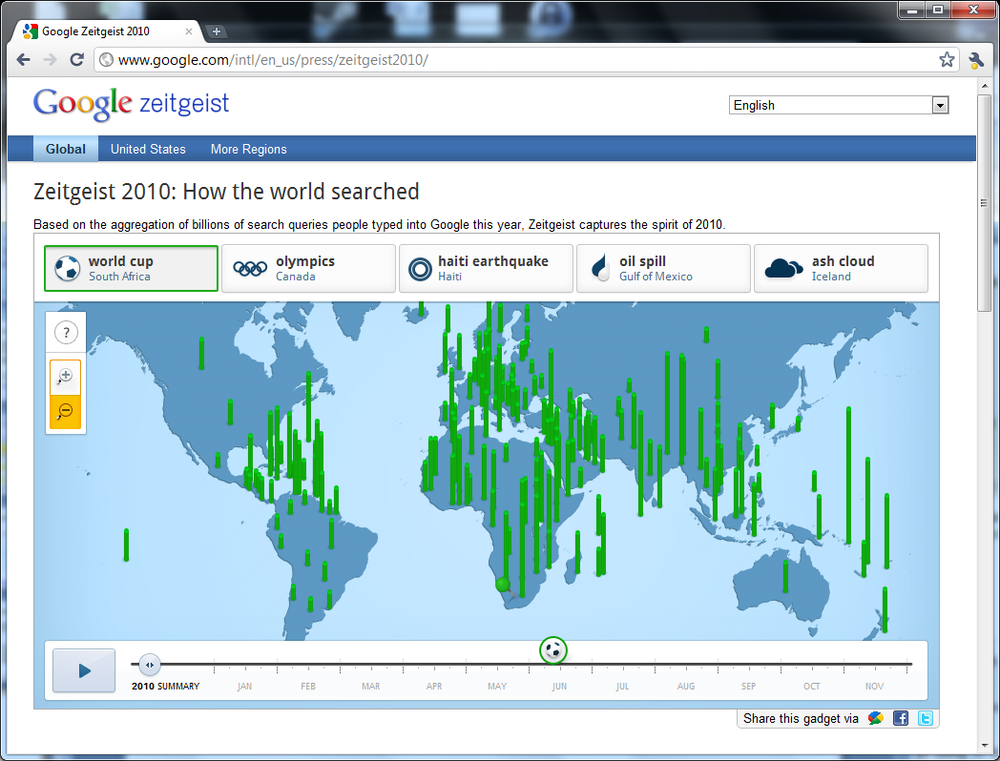 Google Zeitgeist 2010
www.google.com/intl/en_us/press/zeitgeist2010/
Google zeitgeist
English
Global United States More Regions
Zeitgeist 2010: How the world searched
Based on the aggregation of billions of search queries people typed into Google this year, Zeitgeist captures the spirit of 2010.
world cup olympics haiti earthquake oil spill ash cloud
South Africa Canada Haiti Gulf of Mexico Iceland
?
2010 SUMMARY JAN FEB MAR APR MAY JUN JUL AUG SEP OCT NOV
Share this gadget via